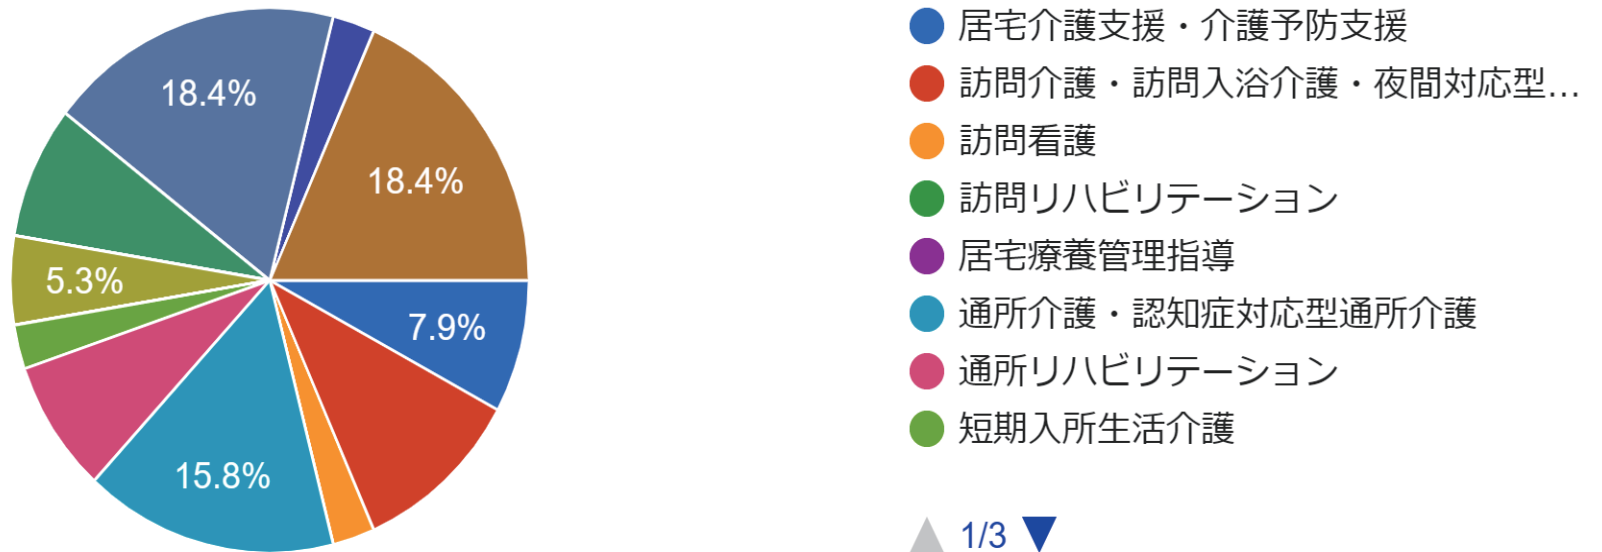 18.4%
18.4%
5.3%
7.9%
15.8%
居宅介護支援・介護予防支援
訪問介護・訪問入浴介護・夜間対応型…
訪問看護
訪問リハビリテーション
居宅療養管理指導
通所介護・認知症対応型通所介護
通所リハビリテーション
短期入所生活介護
1/3